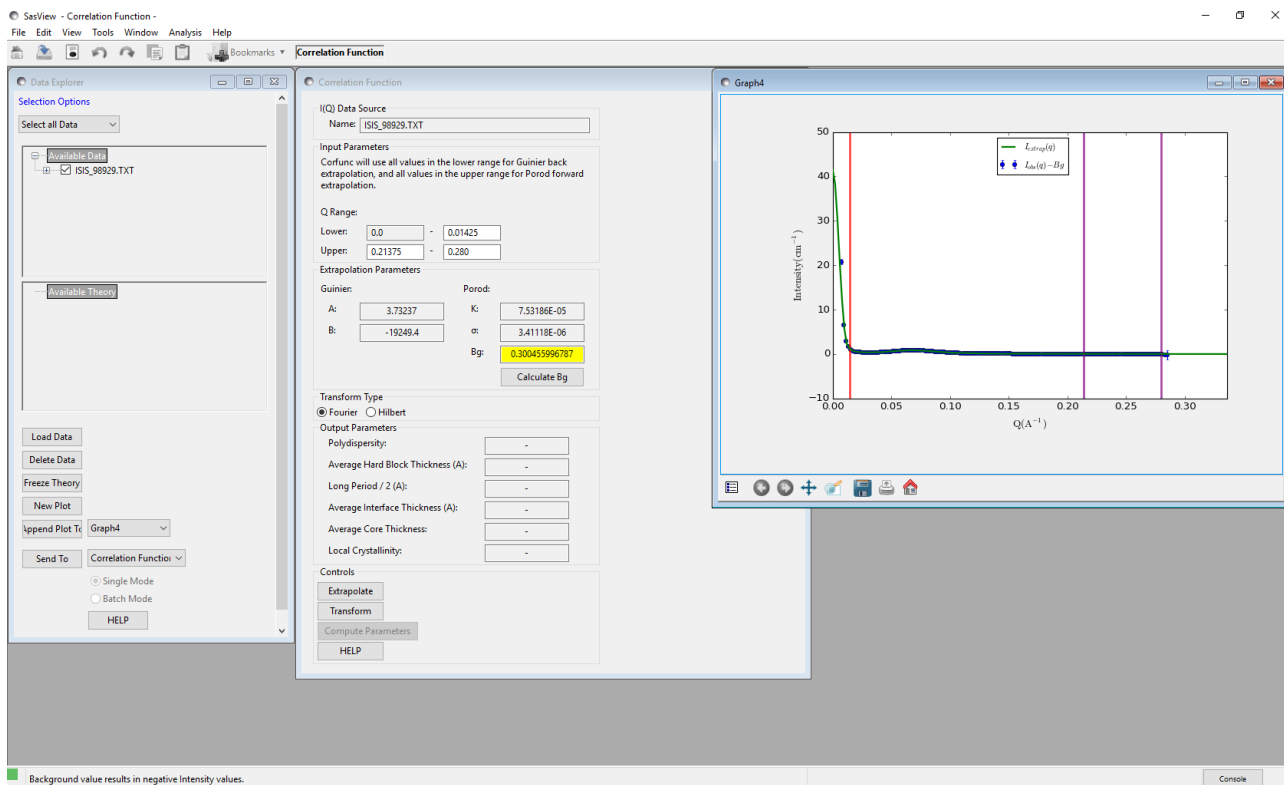 SasView - Correlation Function -
File Edit View Tools Window Analysis Help
Bookmarks Correlation Function
Data Explorer
Selection Options
Select all Data
Available Data
ISIS_98929.TXT
Available Theory
Load Data
Delete Data
Freeze Theory
New Plot
Append Plot To Graph4
Send To Correlation Function
Single Mode
Batch Mode
HELP
Correlation Function
I(Q) Data Source
Name: ISIS_98929.TXT
Input Parameters
Corfunc will use all values in the lower range for Guinier back
extrapolation, and all values in the upper range for Porod forward
extrapolation.
Q Range:
Lower: 0.0 - 0.01425
Upper: 0.21375 - 0.280
Extrapolation Parameters
Guinier: Porod:
A: 3.73237 K: 7.53186E-05
B: -19249.4 σ: 3.41118E-06
Bg: 0.300455996787
Calculate Bg
Transform Type
Fourier Hilbert
Output Parameters
Polydispersity: -
Average Hard Block Thickness (A): -
Long Period / 2 (A): -
Average Interface Thickness (A): -
Average Core Thickness: -
Local Crystallinity: -
Controls
Extrapolate
Transform
Compute Parameters
HELP
Graph4
50
40
30
20
10
0
−10
Intensity(cm⁻¹)
I_extrap(q)
I_obs(q)−Bg
0.00 0.05 0.10 0.15 0.20 0.25 0.30
Q(A⁻¹)
Background value results in negative Intensity values.
Console